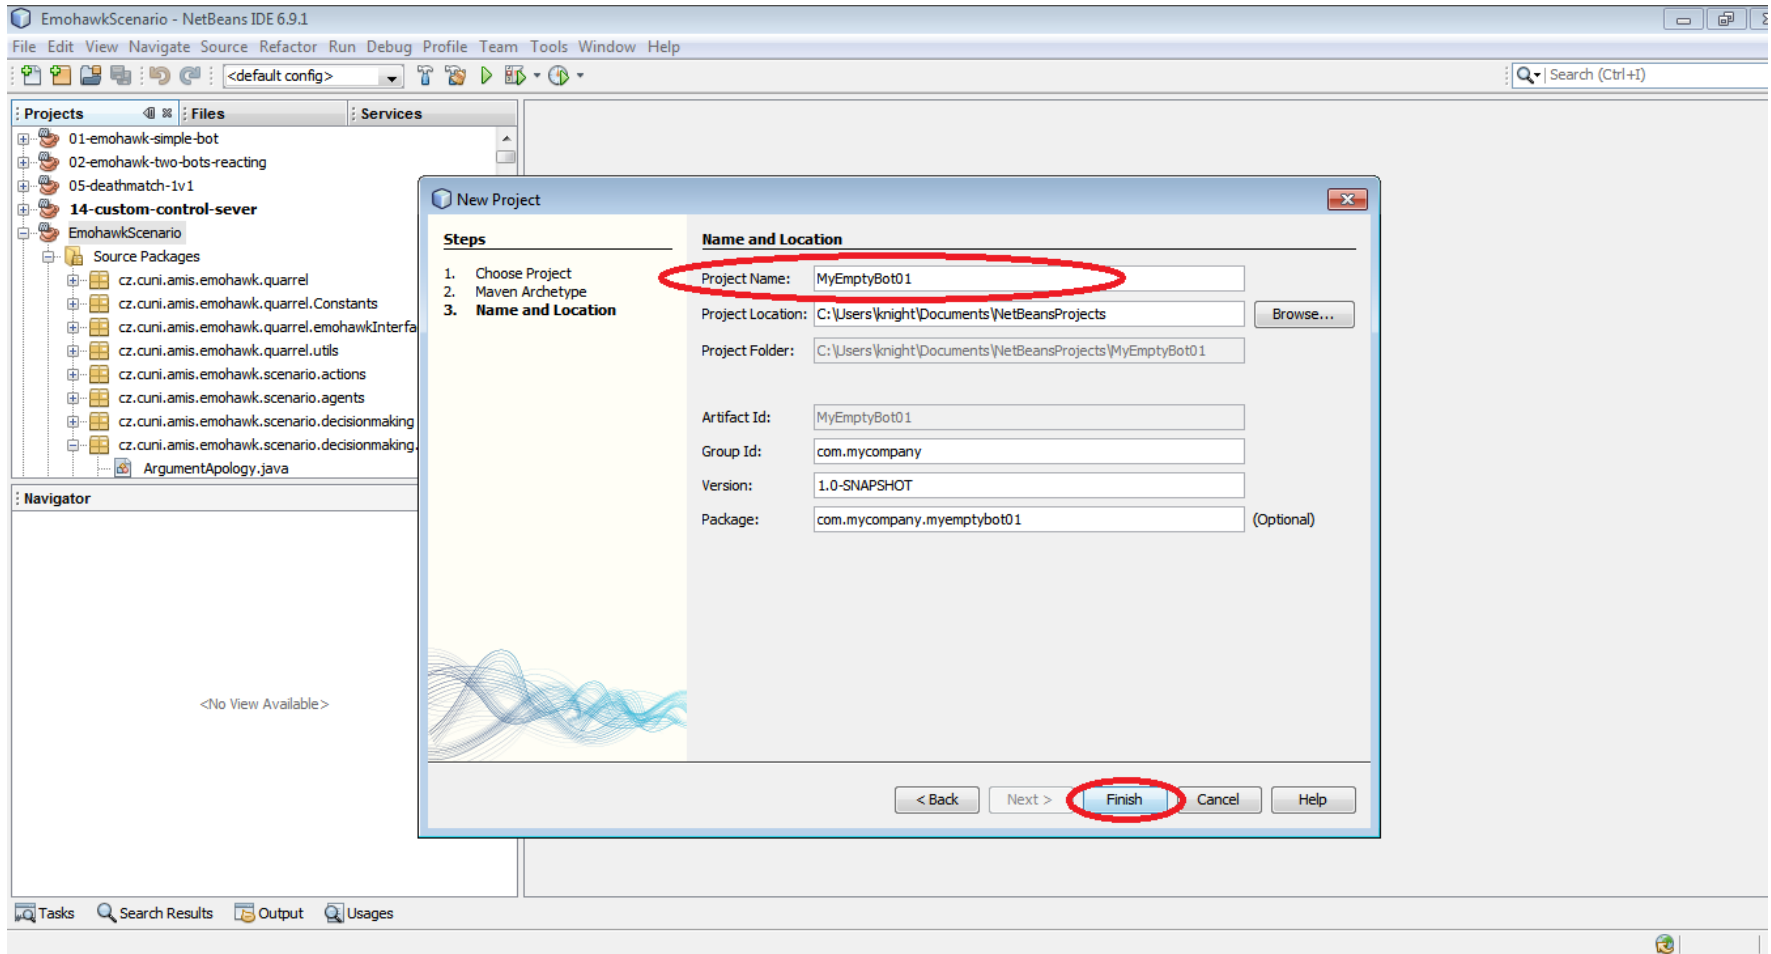 EmohawkScenario - NetBeans IDE 6.9.1
File Edit View Navigate Source Refactor Run Debug Profile Team Tools Window Help
<default config>
Search (Ctrl+I)
Projects Files Services
01-emohawk-simple-bot
02-emohawk-two-bots-reacting
05-deathmatch-1v1
14-custom-control-sever
EmohawkScenario
Source Packages
cz.cuni.amis.emohawk.quarrel
cz.cuni.amis.emohawk.quarrel.Constants
cz.cuni.amis.emohawk.quarrel.emohawkInterfa
cz.cuni.amis.emohawk.quarrel.utils
cz.cuni.amis.emohawk.scenario.actions
cz.cuni.amis.emohawk.scenario.agents
cz.cuni.amis.emohawk.scenario.decisionmaking
cz.cuni.amis.emohawk.scenario.decisionmaking.
ArgumentApology.java
Navigator
<No View Available>
New Project
Steps
1. Choose Project
2. Maven Archetype
3. Name and Location
Name and Location
Project Name: MyEmptyBot01
Project Location: C:\Users\knight\Documents\NetBeansProjects Browse...
Project Folder: C:\Users\knight\Documents\NetBeansProjects\MyEmptyBot01
Artifact Id: MyEmptyBot01
Group Id: com.mycompany
Version: 1.0-SNAPSHOT
Package: com.mycompany.myemptybot01 (Optional)
< Back Next > Finish Cancel Help
Tasks Search Results Output Usages